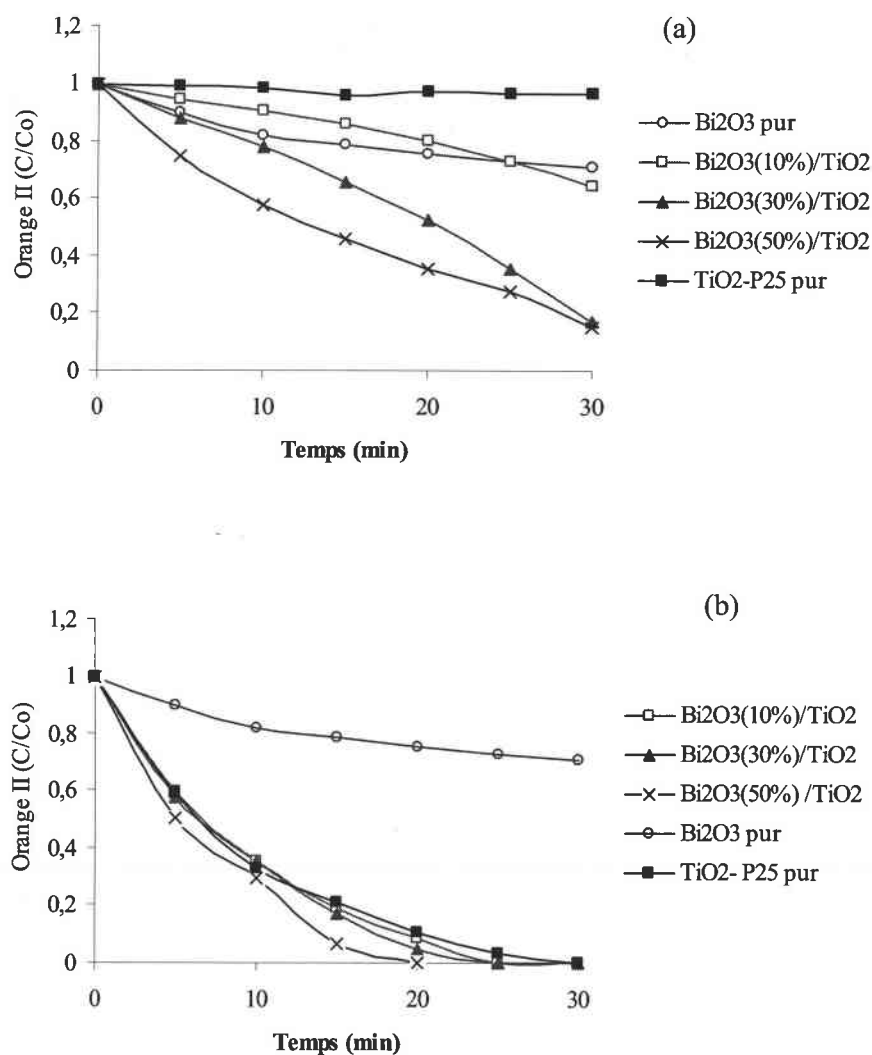 (a)
1,2
1
0,8
0,6
0,4
0,2
0
Orange II (C/Co)
0 10 20 30
Temps (min)
Bi2O3 pur
Bi2O3(10%)/TiO2
Bi2O3(30%)/TiO2
Bi2O3(50%)/TiO2
TiO2-P25 pur
(b)
1,2
1
0,8
0,6
0,4
0,2
0
Orange II (C/Co)
0 10 20 30
Temps (min)
Bi2O3(10%)/TiO2
Bi2O3(30%)/TiO2
Bi2O3(50%) /TiO2
Bi2O3 pur
TiO2- P25 pur